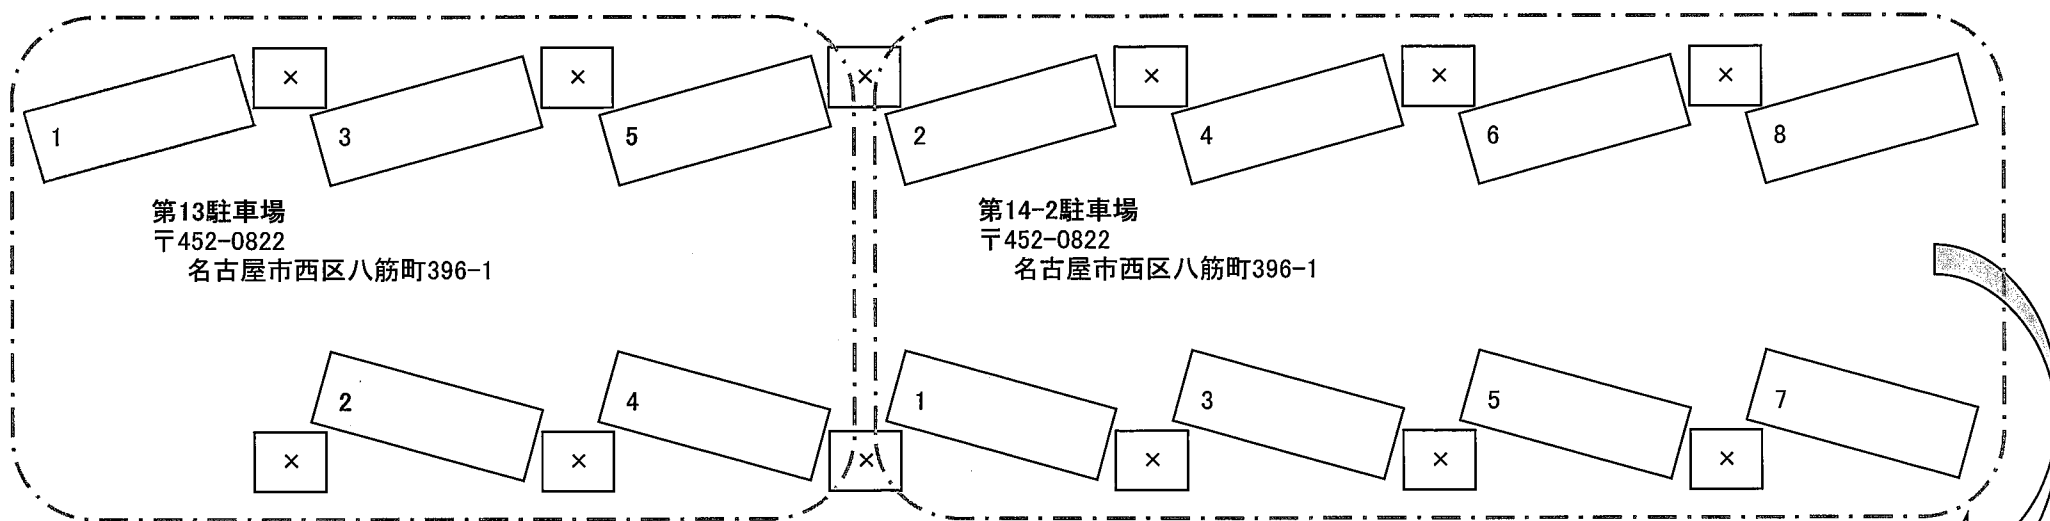 × × × × × ×
1 3 5 2 4 6 8
第13駐車場
〒452-0822
名古屋市西区八筋町396-1
第14-2駐車場
〒452-0822
名古屋市西区八筋町396-1
2 4 1 3 5 7
× × × × × ×